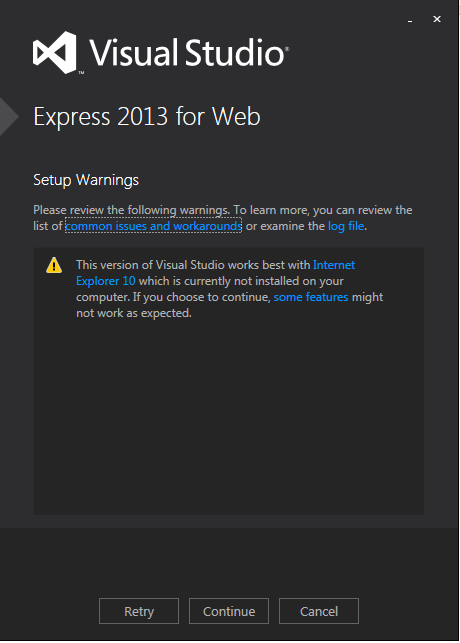 Visual Studio®
Express 2013 for Web
Setup Warnings
Please review the following warnings. To learn more, you can review the
list of common issues and workarounds or examine the log file.
This version of Visual Studio works best with Internet
Explorer 10 which is currently not installed on your
computer. If you choose to continue, some features might
not work as expected.
Retry Continue Cancel